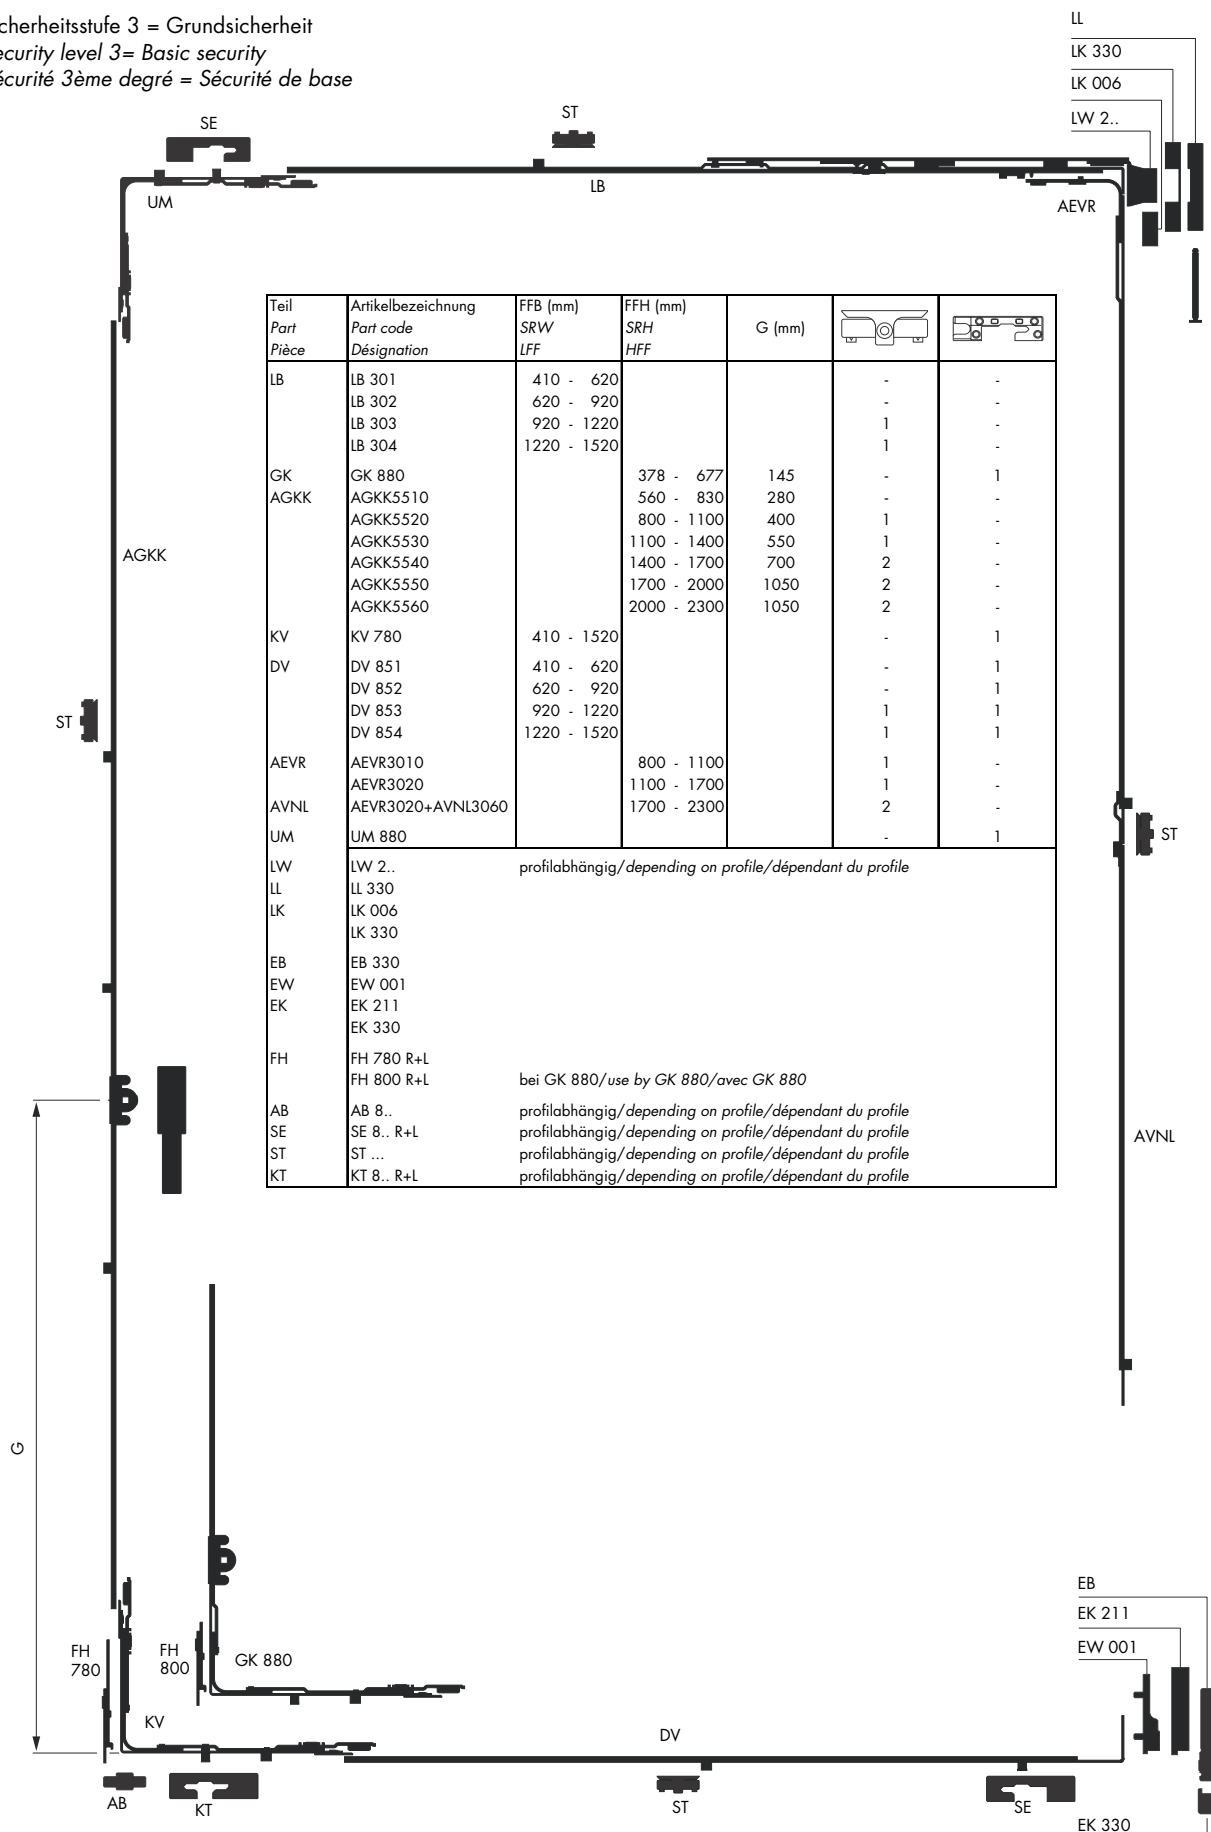 cherheitsstufe 3 = Grundsicherheit
ecurity level 3= Basic security
écurité 3ème degré = Sécurité de base
LL
LK 330
LK 006
LW 2..
SE
ST
UM
LB
AEVR
Teil Artikelbezeichnung FFB (mm) FFH (mm)
Part Part code SRW SRH G (mm)
Pièce Désignation LFF HFF
LB LB 301 410 - 620 - -
LB 302 620 - 920 - -
LB 303 920 - 1220 1 -
LB 304 1220 - 1520 1 -
GK GK 880 378 - 677 145 - 1
AGKK AGKK5510 560 - 830 280 - -
AGKK5520 800 - 1100 400 1 -
AGKK5530 1100 - 1400 550 1 -
AGKK5540 1400 - 1700 700 2 -
AGKK5550 1700 - 2000 1050 2 -
AGKK5560 2000 - 2300 1050 2 -
KV KV 780 410 - 1520 - 1
DV DV 851 410 - 620 - 1
DV 852 620 - 920 - 1
DV 853 920 - 1220 1 1
DV 854 1220 - 1520 1 1
AEVR AEVR3010 800 - 1100 1 -
AEVR3020 1100 - 1700 1 -
AVNL AEVR3020+AVNL3060 1700 - 2300 2 -
UM UM 880 - 1
LW LW 2.. profilabhängig/depending on profile/dépendant du profile
LL LL 330
LK LK 006
LK 330
EB EB 330
EW EW 001
EK EK 211
EK 330
FH FH 780 R+L
FH 800 R+L bei GK 880/use by GK 880/avec GK 880
AB AB 8.. profilabhängig/depending on profile/dépendant du profile
SE SE 8.. R+L profilabhängig/depending on profile/dépendant du profile
ST ST ... profilabhängig/depending on profile/dépendant du profile
KT KT 8.. R+L profilabhängig/depending on profile/dépendant du profile
AGKK
ST
ST
AVNL
G
EB
EK 211
EW 001
FH
780
FH
800
GK 880
KV
DV
AB
KT
ST
SE
EK 330